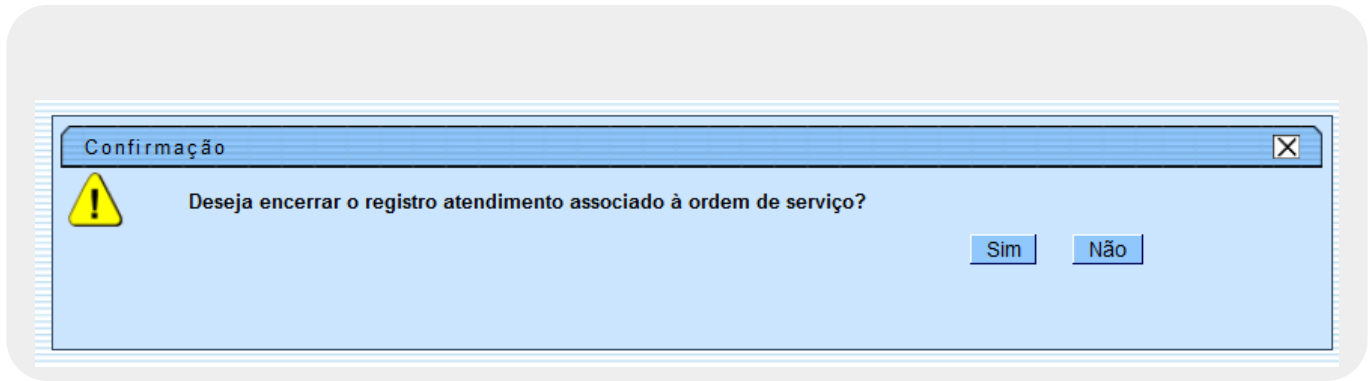 Confirmação
Deseja encerrar o registro atendimento associado à ordem de serviço?
Sim Não